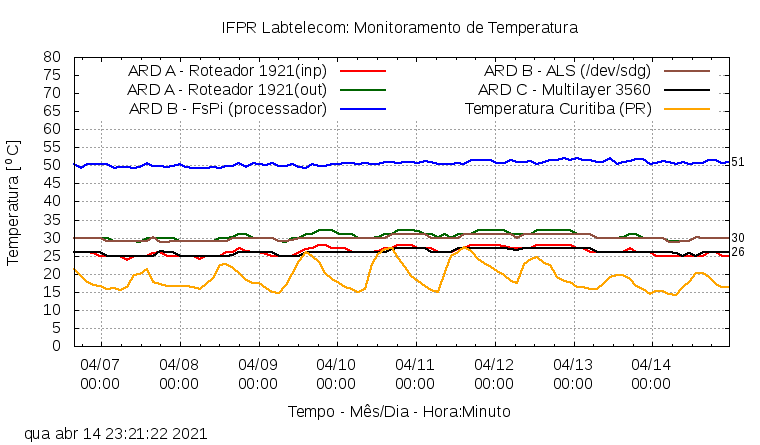 IFPR Labtelecom: Monitoramento de Temperatura
Temperatura [ºC]
80
75
70
65
60
55
50
45
40
35
30
25
20
15
10
5
0
ARD A - Roteador 1921(inp)
ARD A - Roteador 1921(out)
ARD B - FsPi (processador)
ARD B - ALS (/dev/sdg)
ARD C - Multilayer 3560
Temperatura Curitiba (PR)
51
30
26
04/07 04/08 04/09 04/10 04/11 04/12 04/13 04/14
00:00 00:00 00:00 00:00 00:00 00:00 00:00 00:00
Tempo - Mês/Dia - Hora:Minuto
qua abr 14 23:21:22 2021